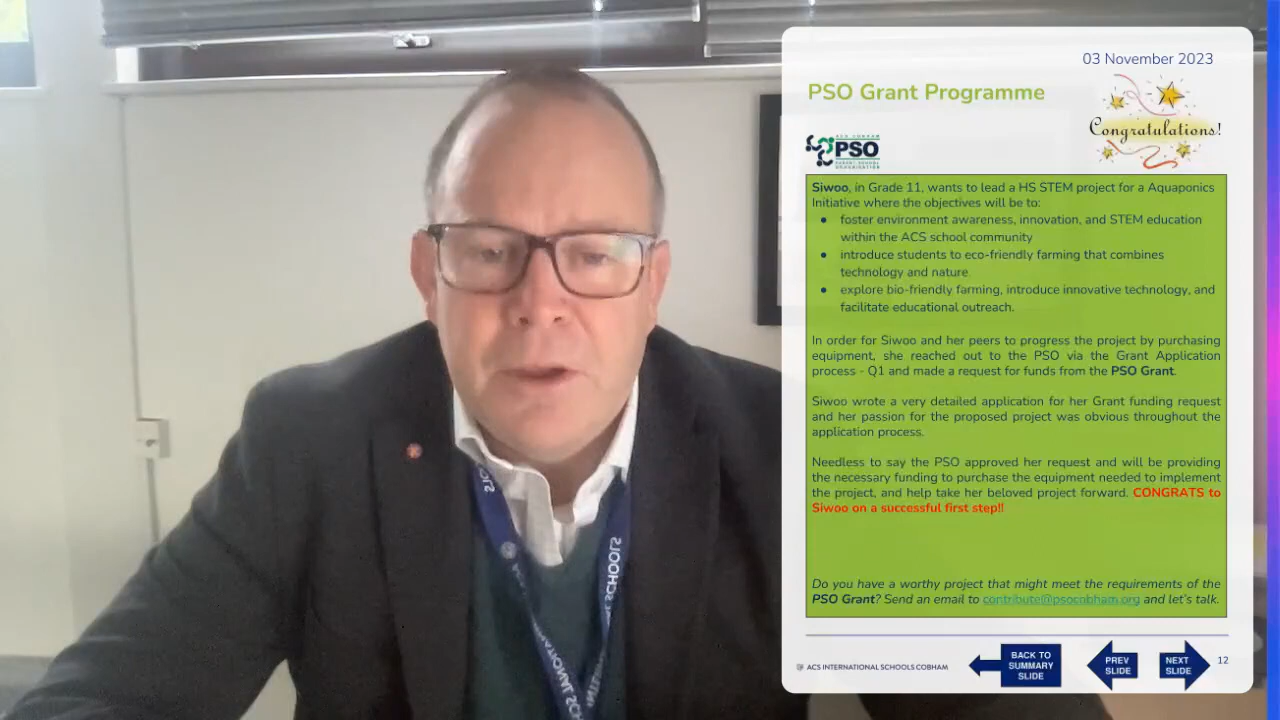 03 November 2023
PSO Grant Programme
Congratulations!
ACS COBHAM
PSO
PARENT SCHOOL
ORGANISATION
Siwoo, in Grade 11, wants to lead a HS STEM project for a Aquaponics
Initiative where the objectives will be to:
● foster environment awareness, innovation, and STEM education
within the ACS school community
● introduce students to eco-friendly farming that combines
technology and nature
● explore bio-friendly farming, introduce innovative technology, and
facilitate educational outreach.
In order for Siwoo and her peers to progress the project by purchasing
equipment, she reached out to the PSO via the Grant Application
process - Q1 and made a request for funds from the PSO Grant.
Siwoo wrote a very detailed application for her Grant funding request
and her passion for the proposed project was obvious throughout the
application process.
Needless to say the PSO approved her request and will be providing
the necessary funding to purchase the equipment needed to implement
the project, and help take her beloved project forward. CONGRATS to
Siwoo on a successful first step!!
Do you have a worthy project that might meet the requirements of the
PSO Grant? Send an email to contribute@psocobham.org and let's talk.
ACS INTERNATIONAL SCHOOLS COBHAM
BACK TO
SUMMARY
SLIDE
PREV
SLIDE
NEXT
SLIDE
12
SCHOOLS